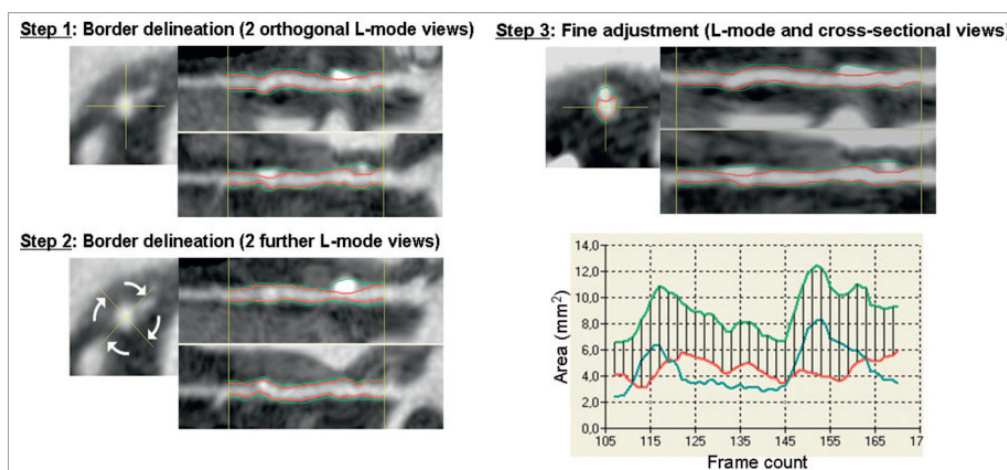 Step 1: Border delineation (2 orthogonal L-mode views)
Step 2: Border delineation (2 further L-mode views)
Step 3: Fine adjustment (L-mode and cross-sectional views)
Area (mm²)
14,0
12,0
10,0
8,0
6,0
4,0
2,0
0,0
105 115 125 135 145 155 165 17
Frame count